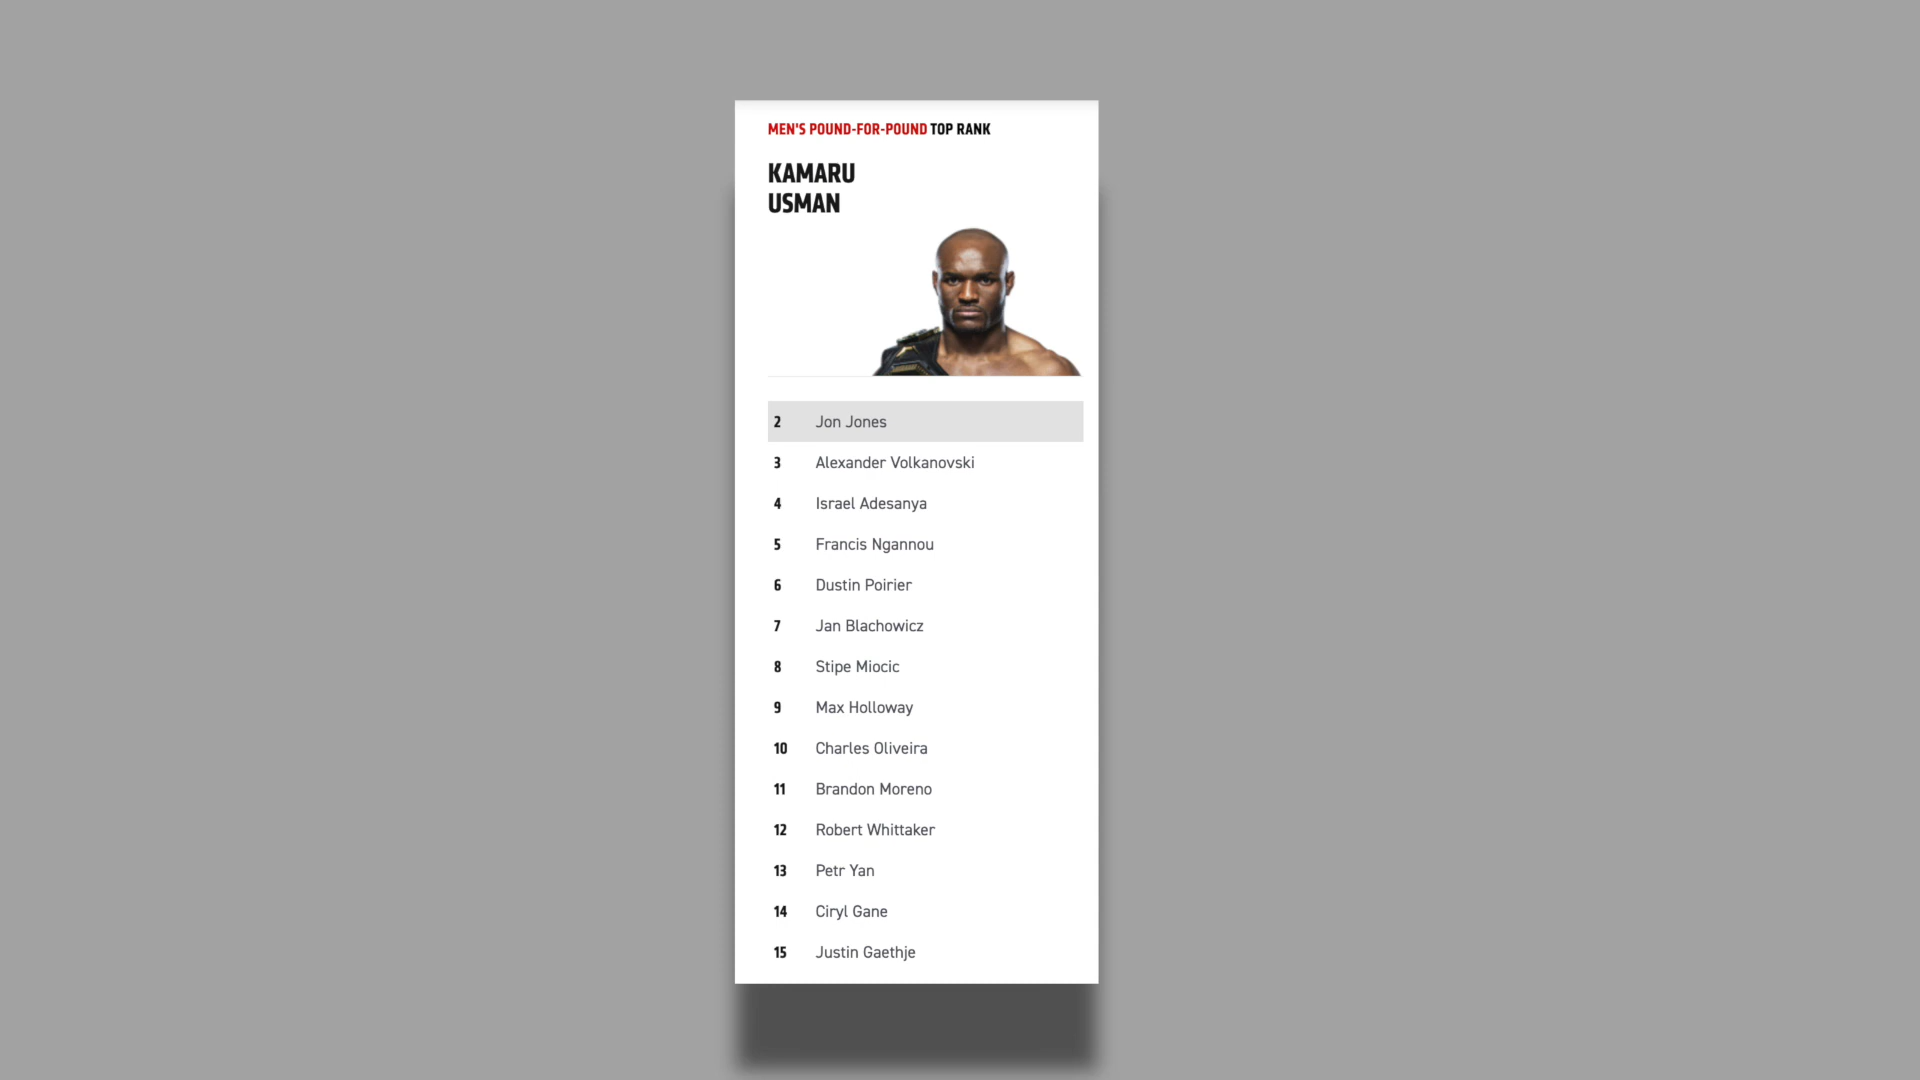 MEN'S POUND-FOR-POUND TOP RANK
KAMARU
USMAN
2 Jon Jones
3 Alexander Volkanovski
4 Israel Adesanya
5 Francis Ngannou
6 Dustin Poirier
7 Jan Blachowicz
8 Stipe Miocic
9 Max Holloway
10 Charles Oliveira
11 Brandon Moreno
12 Robert Whittaker
13 Petr Yan
14 Ciryl Gane
15 Justin Gaethje